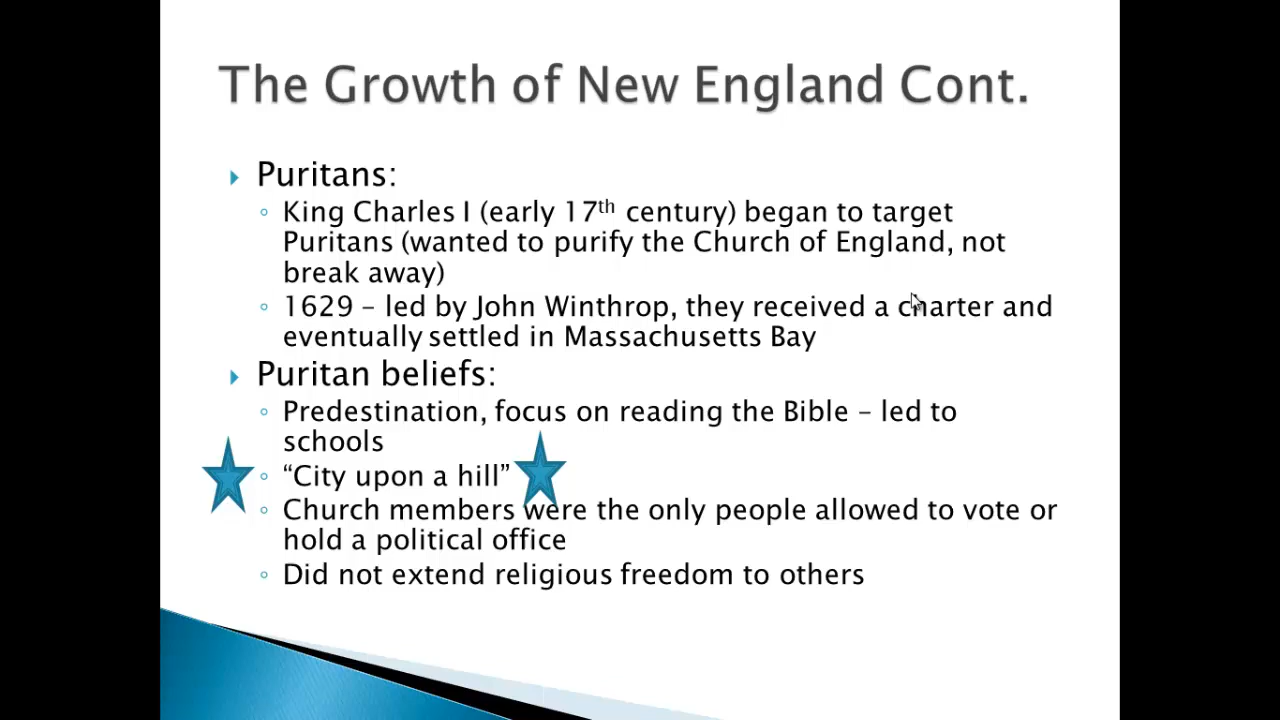 The Growth of New England Cont.
Puritans:
King Charles I (early 17th century) began to target
Puritans (wanted to purify the Church of England, not
break away)
1629 – led by John Winthrop, they received a charter and
eventually settled in Massachusetts Bay
Puritan beliefs:
Predestination, focus on reading the Bible – led to
schools
“City upon a hill”
Church members were the only people allowed to vote or
hold a political office
Did not extend religious freedom to others